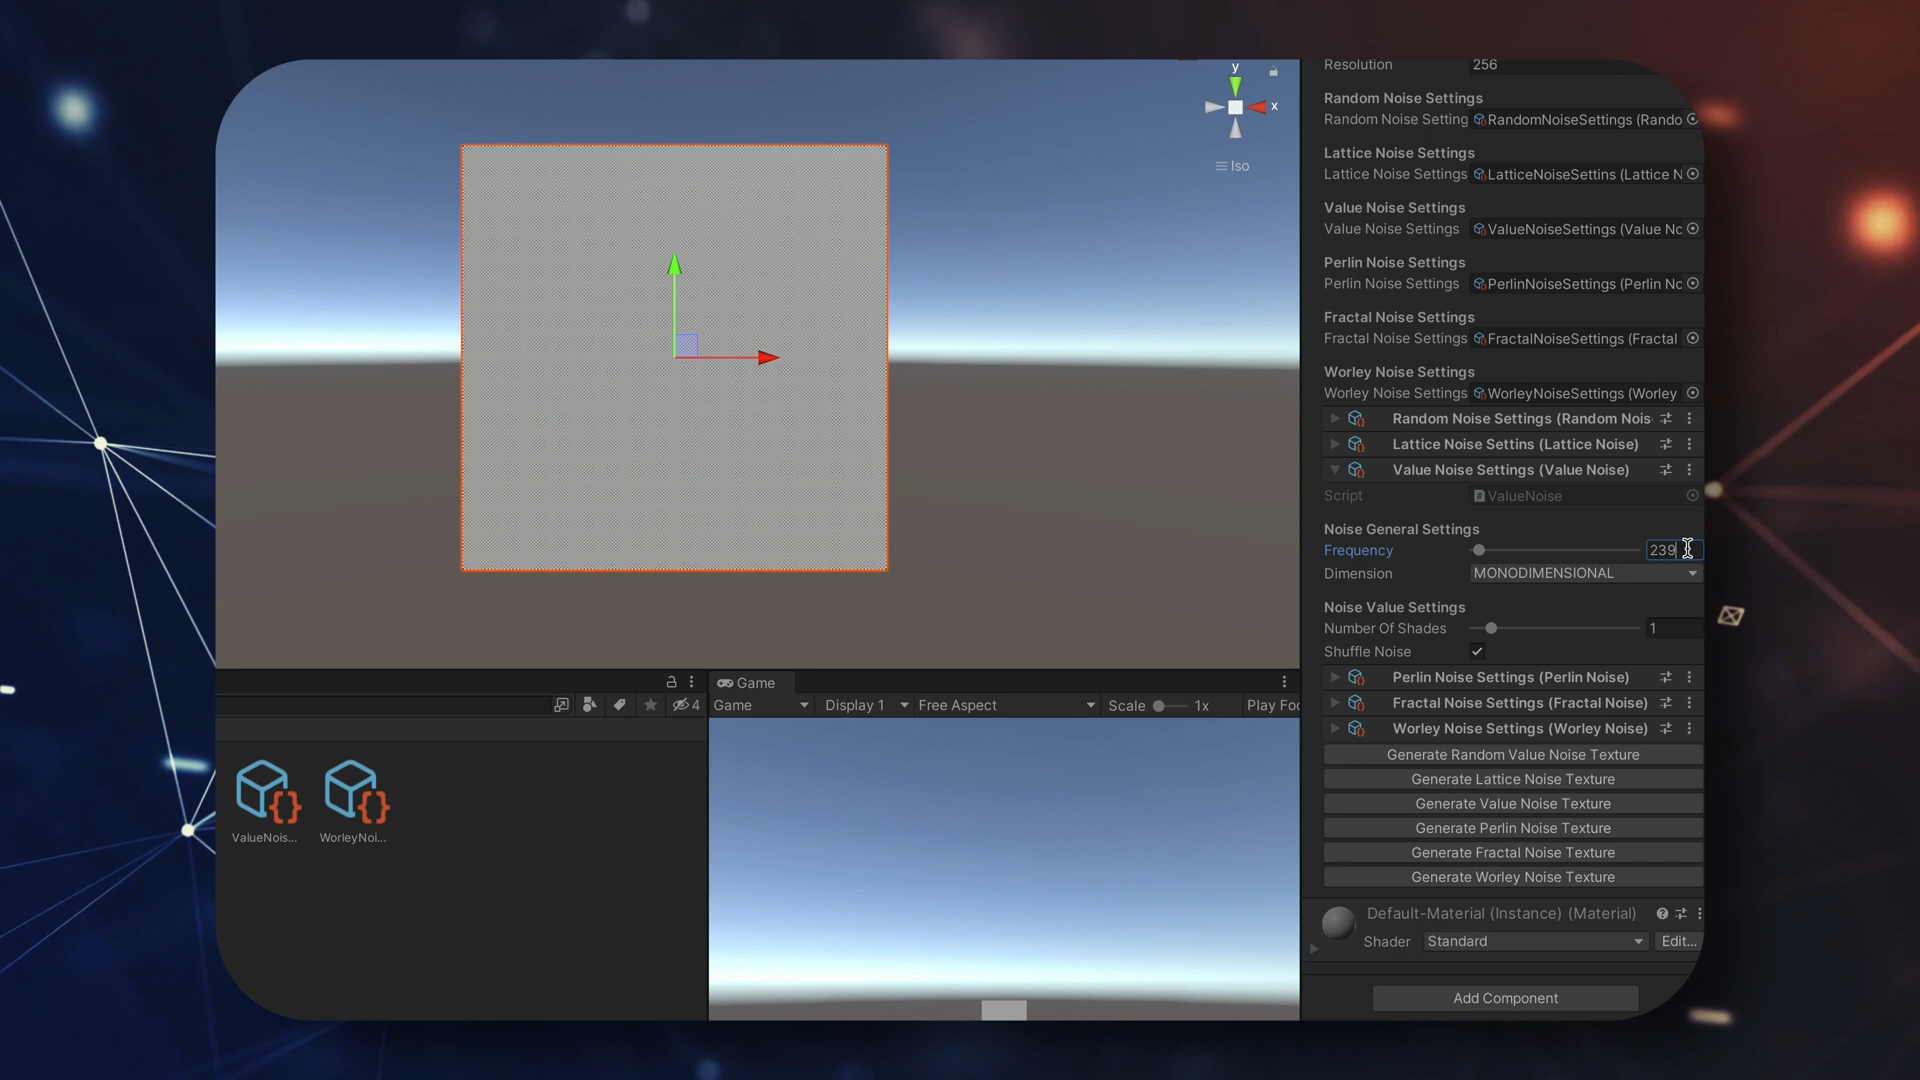 y
x
Iso
Resolution 256
Random Noise Settings
Random Noise Setting RandomNoiseSettings (Rando
Lattice Noise Settings
Lattice Noise Settings LatticeNoiseSettins (Lattice N
Value Noise Settings
Value Noise Settings ValueNoiseSettings (Value Nc
Perlin Noise Settings
Perlin Noise Settings PerlinNoiseSettings (Perlin Nc
Fractal Noise Settings
Fractal Noise Settings FractalNoiseSettings (Fractal
Worley Noise Settings
Worley Noise Settings WorleyNoiseSettings (Worley
Random Noise Settings (Random Nois
Lattice Noise Settins (Lattice Noise)
Value Noise Settings (Value Noise)
Script ValueNoise
Noise General Settings
Frequency 239
Dimension MONODIMENSIONAL
Noise Value Settings
Number Of Shades 1
Shuffle Noise
Perlin Noise Settings (Perlin Noise)
Fractal Noise Settings (Fractal Noise)
Worley Noise Settings (Worley Noise)
Generate Random Value Noise Texture
Generate Lattice Noise Texture
Generate Value Noise Texture
Generate Perlin Noise Texture
Generate Fractal Noise Texture
Generate Worley Noise Texture
Default-Material (Instance) (Material)
Shader Standard Edit...
Add Component
4
ValueNois...
WorleyNoi...
Game
Game Display 1 Free Aspect Scale 1x Play Foc